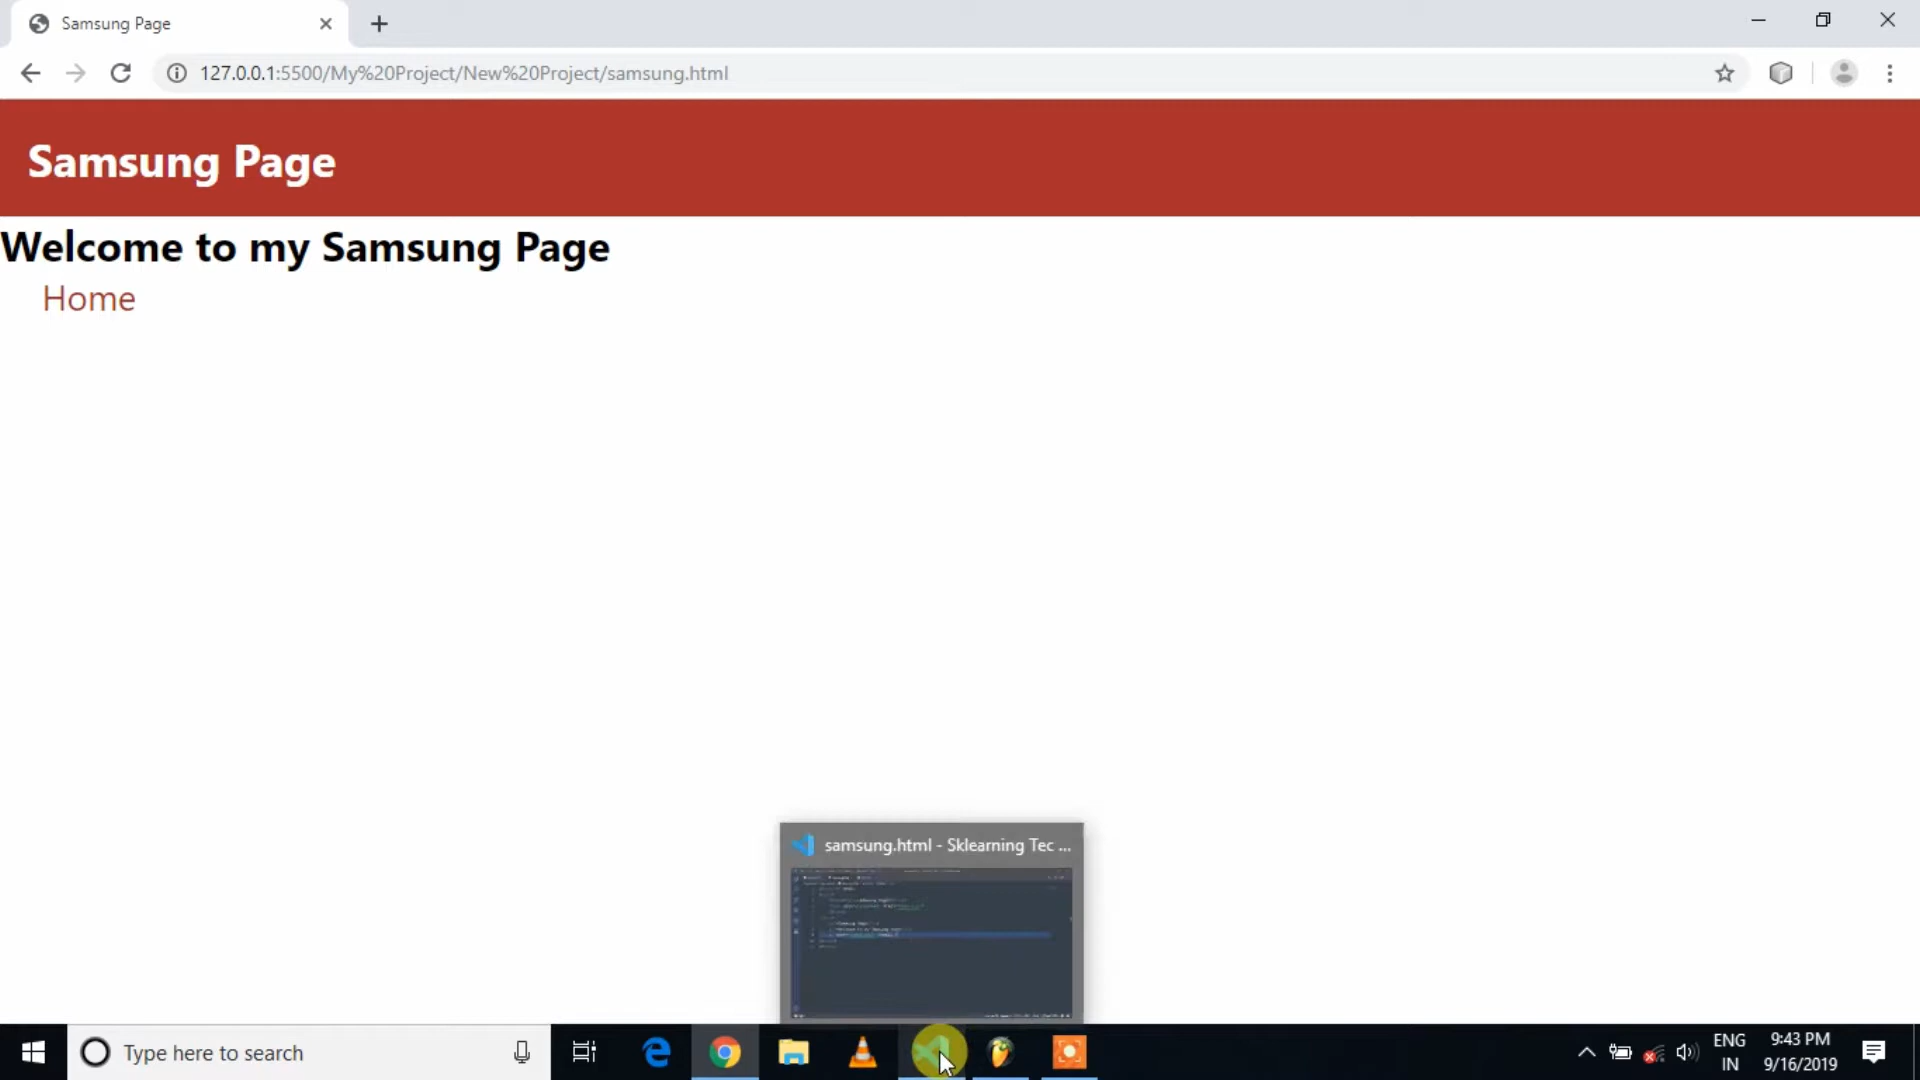 Samsung Page
127.0.0.1:5500/My%20Project/New%20Project/samsung.html
Samsung Page
Welcome to my Samsung Page
Home
samsung.html - Sklearning Tec ...
Type here to search
ENG
IN
9:43 PM
9/16/2019